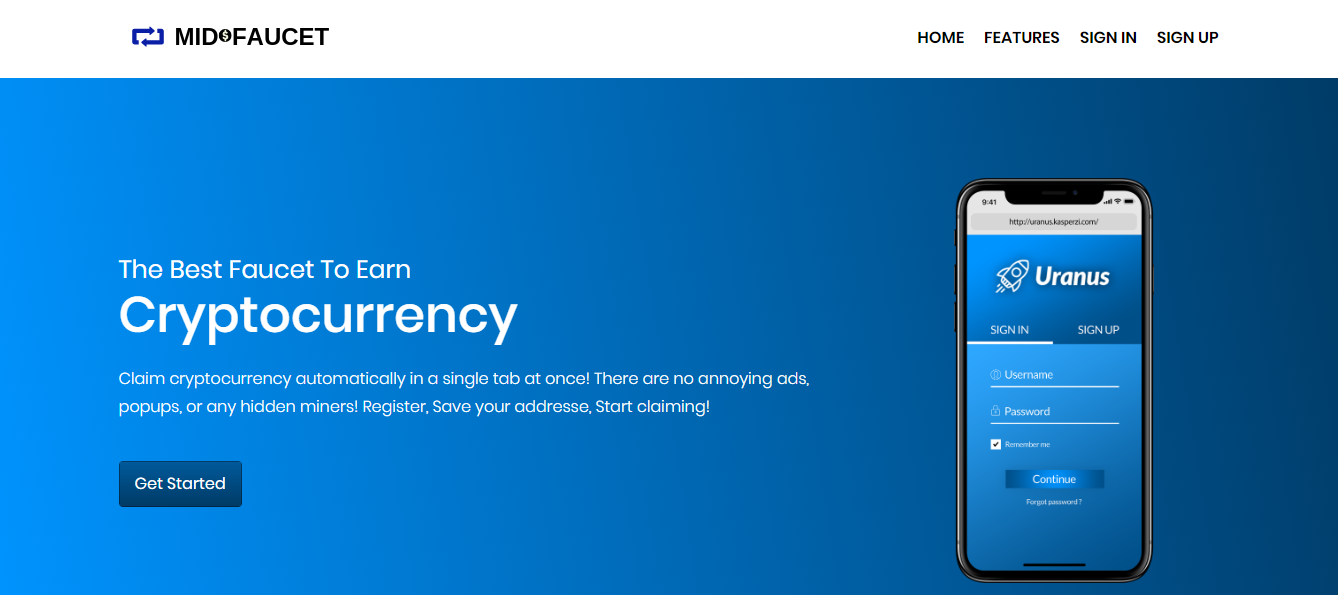 MID$FAUCET
HOME FEATURES SIGN IN SIGN UP
The Best Faucet To Earn
Cryptocurrency
Claim cryptocurrency automatically in a single tab at once! There are no annoying ads,
popups, or any hidden miners! Register, Save your addresse, Start claiming!
Get Started
9:41
http://uranus.kasperzi.com/
Uranus
SIGN IN SIGN UP
Username
Password
Remember me
Continue
Forgot password ?